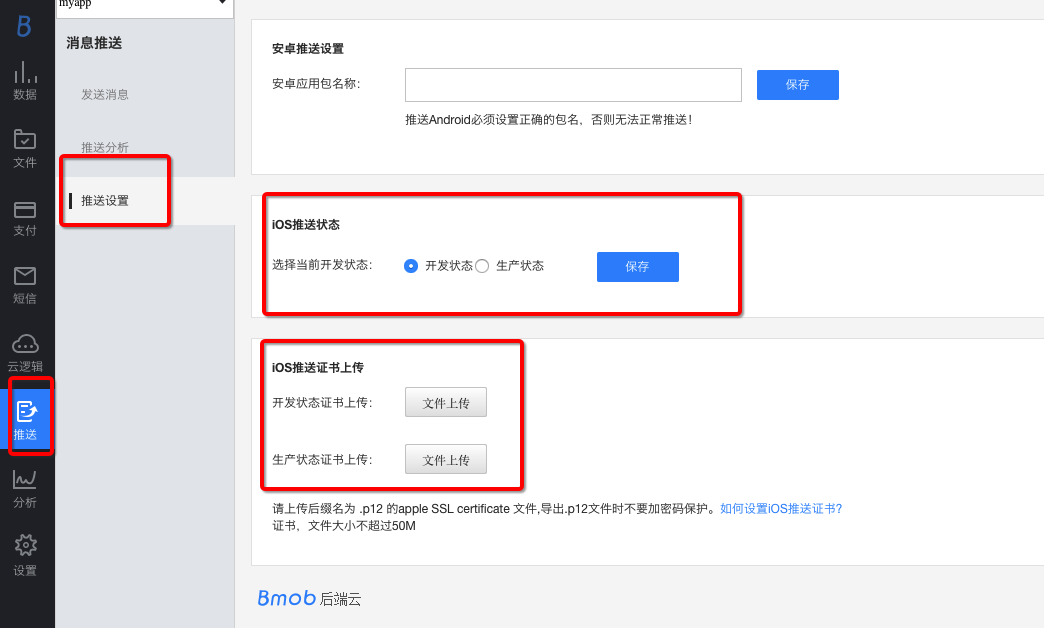 myapp
B
消息推送
数据
发送消息
文件
推送分析
支付
推送设置
短信
云逻辑
推送
分析
设置
安卓推送设置
安卓应用包名称:
保存
推送Android必须设置正确的包名，否则无法正常推送！
iOS推送状态
选择当前开发状态:
开发状态
生产状态
保存
iOS推送证书上传
开发状态证书上传:
文件上传
生产状态证书上传:
文件上传
请上传后缀名为 .p12 的apple SSL certificate 文件,导出.p12文件时不要加密码保护。如何设置iOS推送证书?
证书，文件大小不超过50M
Bmob 后端云